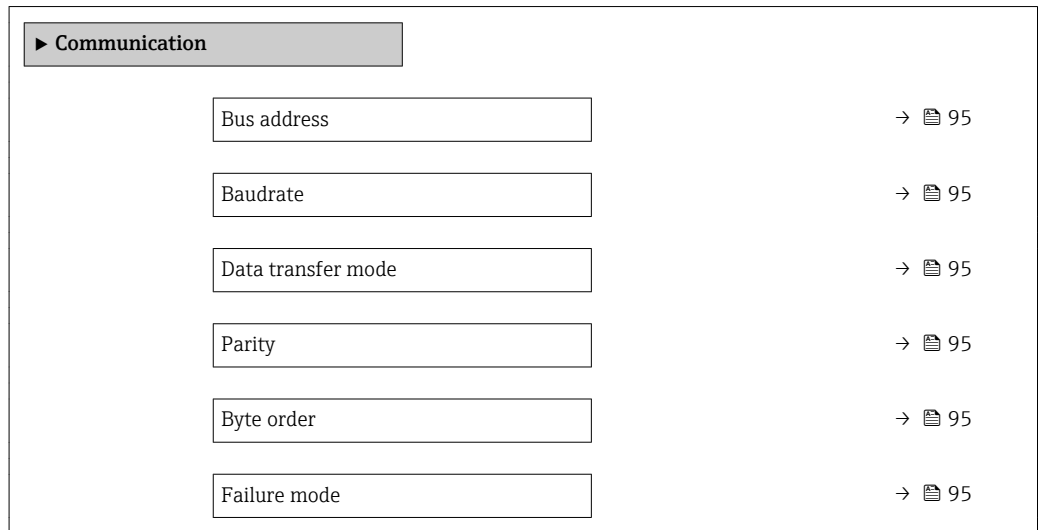 ▶ Communication
Bus address → 95
Baudrate → 95
Data transfer mode → 95
Parity → 95
Byte order → 95
Failure mode → 95